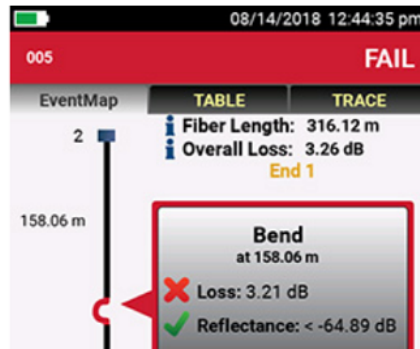 08/14/2018 12:44:35 pm
005 FAIL
EventMap TABLE TRACE
2
Fiber Length: 316.12 m
Overall Loss: 3.26 dB
End 1
158.06 m
Bend
at 158.06 m
Loss: 3.21 dB
Reflectance: < -64.89 dB